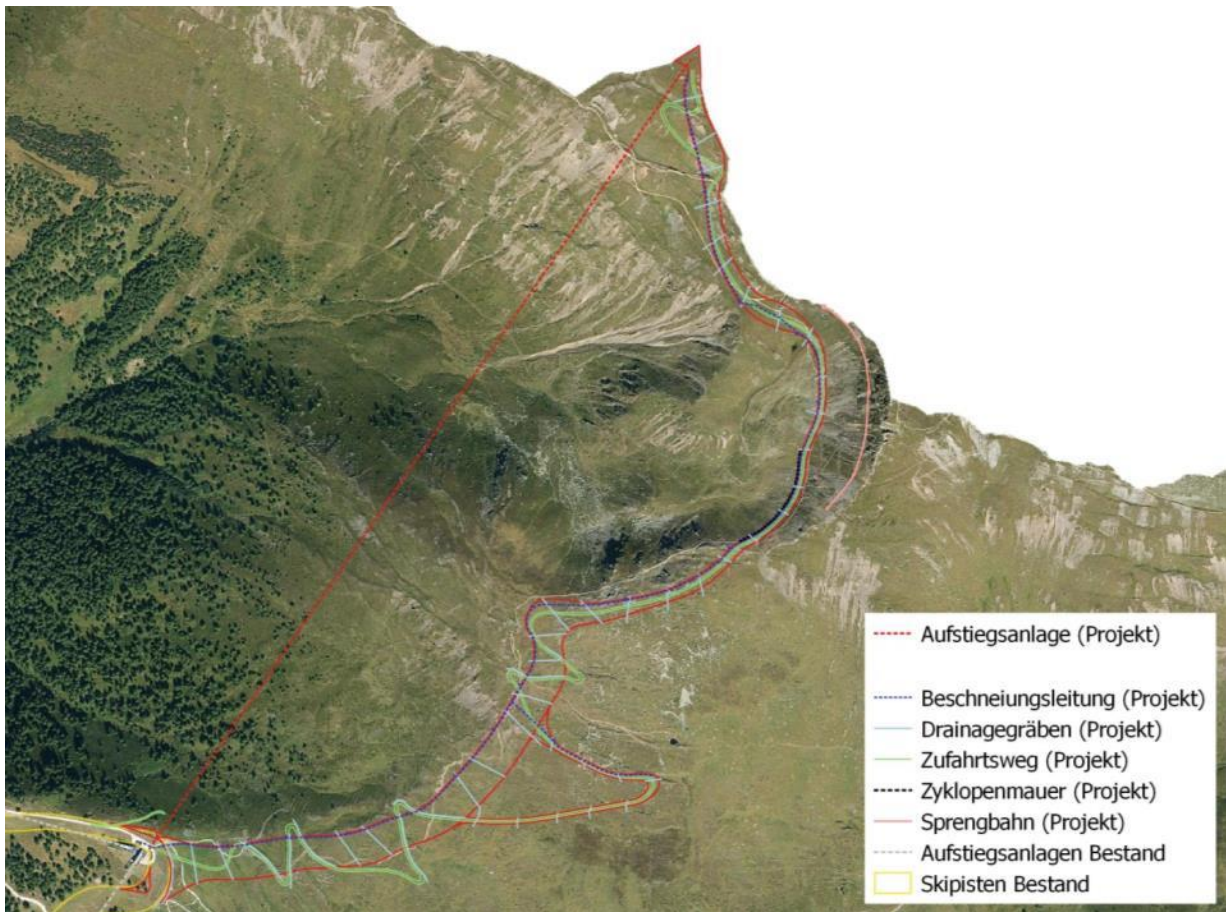 Aufstiegsanlage (Projekt)
Beschneiungsleitung (Projekt)
Drainagegräben (Projekt)
Zufahrtsweg (Projekt)
Zyklopenmauer (Projekt)
Sprengbahn (Projekt)
Aufstiegsanlagen Bestand
Skipisten Bestand